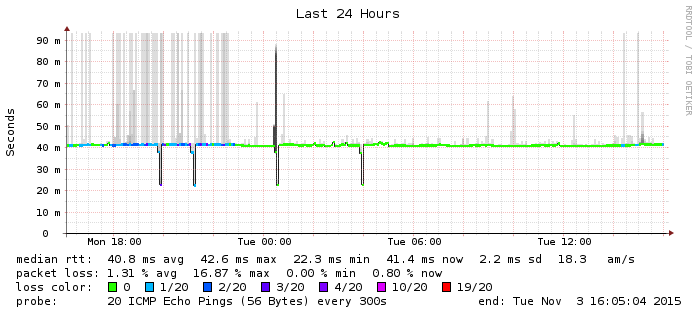 Last 24 Hours
RRDTOOL / TOBI OETIKER
Seconds
90 m
80 m
70 m
60 m
50 m
40 m
30 m
20 m
10 m
0
Mon 18:00 Tue 00:00 Tue 06:00 Tue 12:00
median rtt: 40.8 ms avg 42.6 ms max 22.3 ms min 41.4 ms now 2.2 ms sd 18.3 am/s
packet loss: 1.31 % avg 16.87 % max 0.00 % min 0.80 % now
loss color: 0 1/20 2/20 3/20 4/20 10/20 19/20
probe: 20 ICMP Echo Pings (56 Bytes) every 300s end: Tue Nov 3 16:05:04 2015